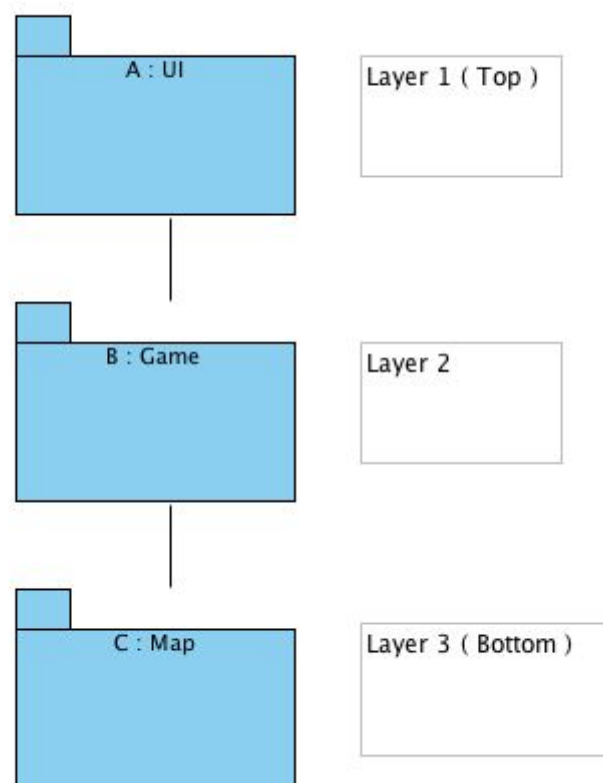 A : UI
Layer 1 ( Top )
B : Game
Layer 2
C : Map
Layer 3 ( Bottom )